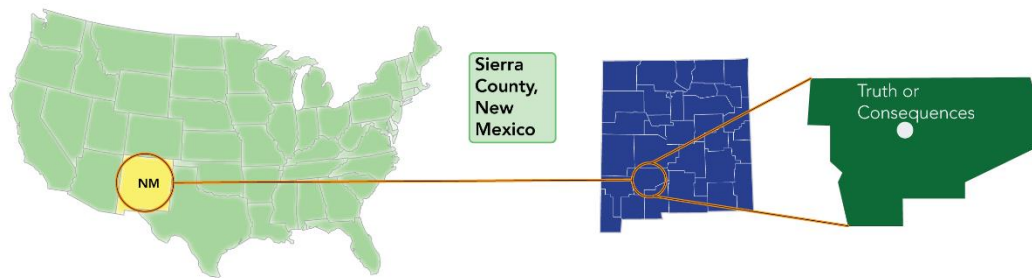 NM
Sierra
County,
New
Mexico
Truth or
Consequences